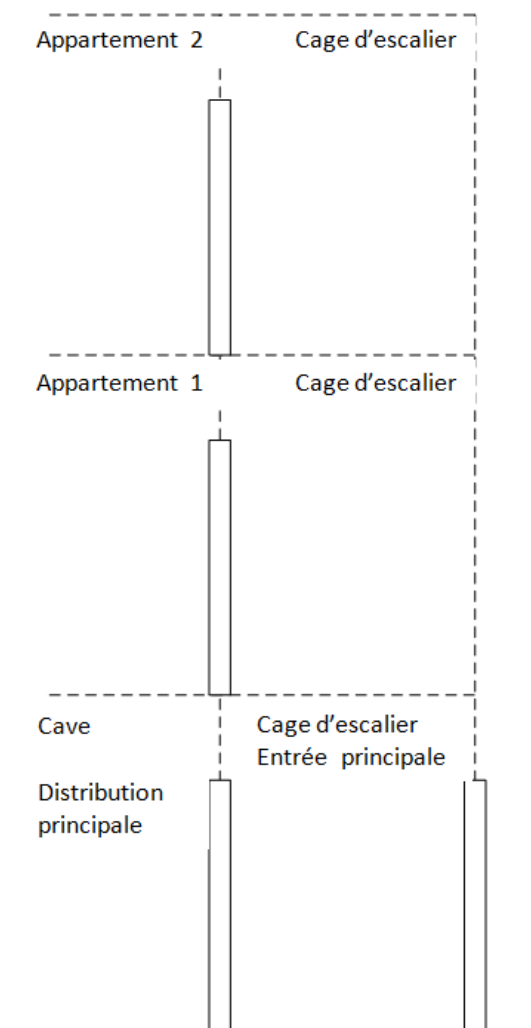 Appartement 2
Cage d’escalier
Appartement 1
Cage d’escalier
Cave
Cage d’escalier
Entrée principale
Distribution
principale